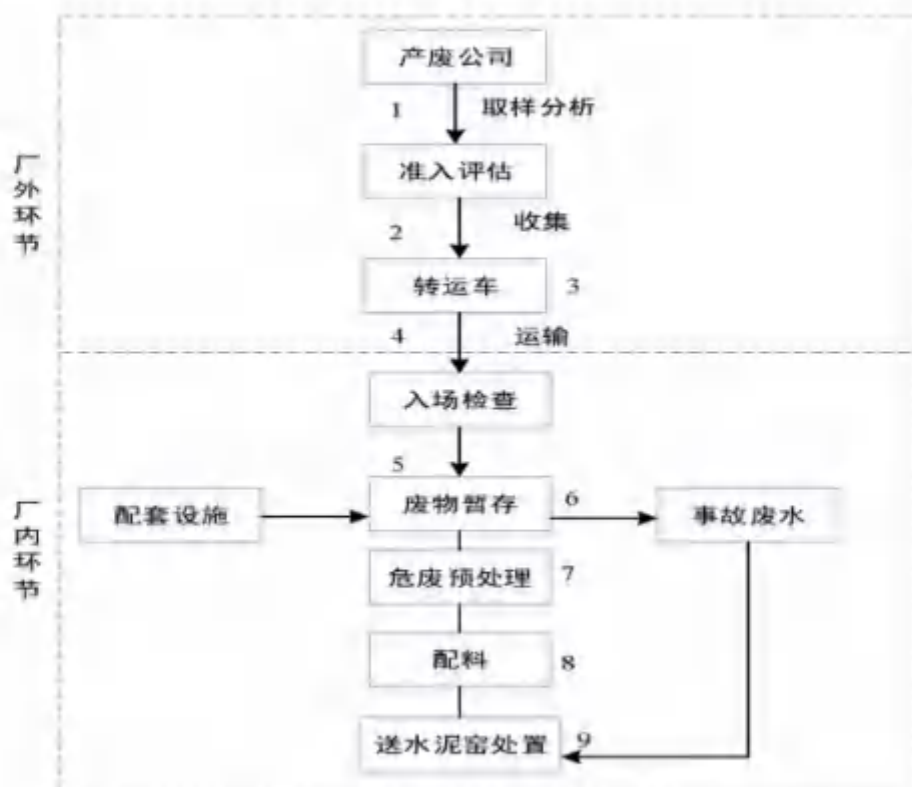 产废公司
1 取样分析
准入评估
2 收集
转运车 3
4 运输
厂外环节
入场检查
5
配套设施 废物暂存 6 事故废水
危废预处理 7
配料 8
送水泥窑处置 9
厂内环节